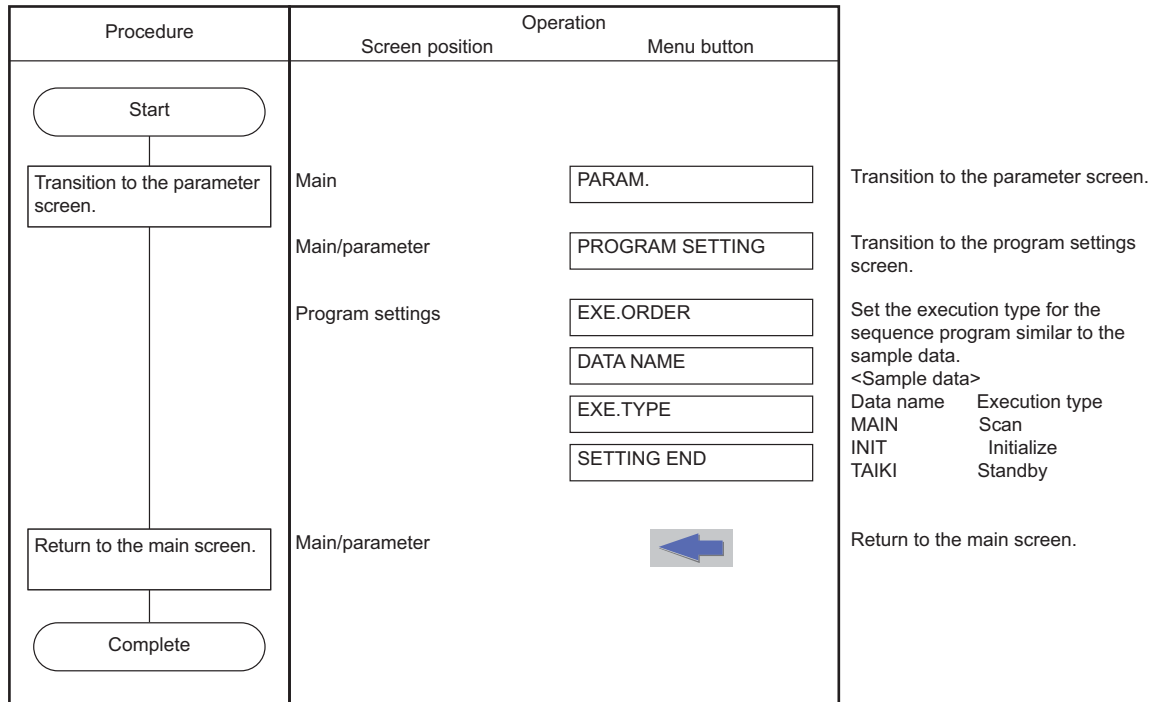 Procedure
Operation
Screen position Menu button
Start
Transition to the parameter
screen.
Main
PARAM.
Transition to the parameter screen.
Main/parameter
PROGRAM SETTING
Transition to the program settings
screen.
Program settings
EXE.ORDER
DATA NAME
EXE.TYPE
SETTING END
Set the execution type for the
sequence program similar to the
sample data.
<Sample data>
Data name Execution type
MAIN Scan
INIT Initialize
TAIKI Standby
Return to the main screen.
Main/parameter
Return to the main screen.
Complete